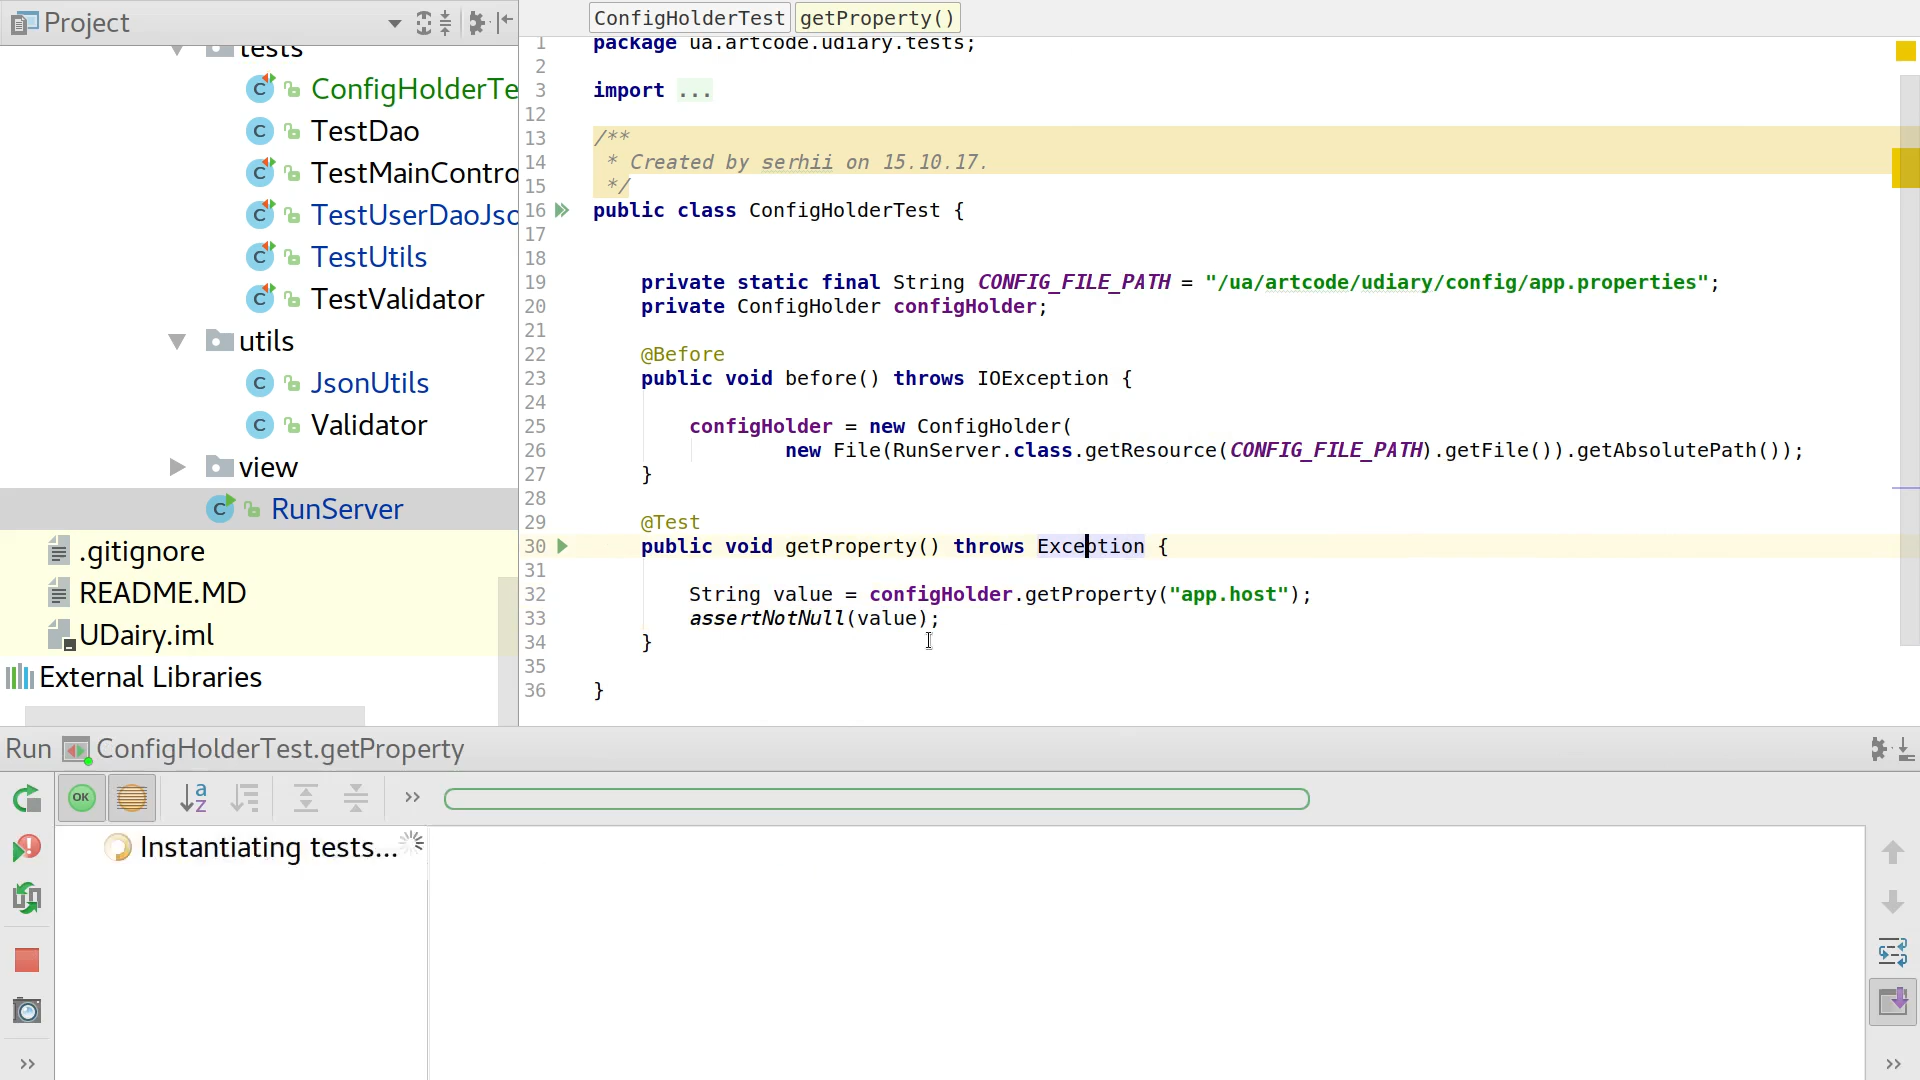 Project
tests
ConfigHolderTe
TestDao
TestMainContro
TestUserDaoJso
TestUtils
TestValidator
utils
JsonUtils
Validator
view
RunServer
.gitignore
README.MD
UDairy.iml
External Libraries
ConfigHolderTest getProperty()
1 package ua.artcode.udiary.tests;
2
3 import ...
12
13 /**
14 * Created by serhii on 15.10.17.
15 */
16 public class ConfigHolderTest {
17
18
19 private static final String CONFIG_FILE_PATH = "/ua/artcode/udiary/config/app.properties";
20 private ConfigHolder configHolder;
21
22 @Before
23 public void before() throws IOException {
24
25 configHolder = new ConfigHolder(
26 new File(RunServer.class.getResource(CONFIG_FILE_PATH).getFile()).getAbsolutePath());
27 }
28
29 @Test
30 public void getProperty() throws Exception {
31
32 String value = configHolder.getProperty("app.host");
33 assertNotNull(value);
34 }
35
36 }
Run ConfigHolderTest.getProperty
OK
Instantiating tests...